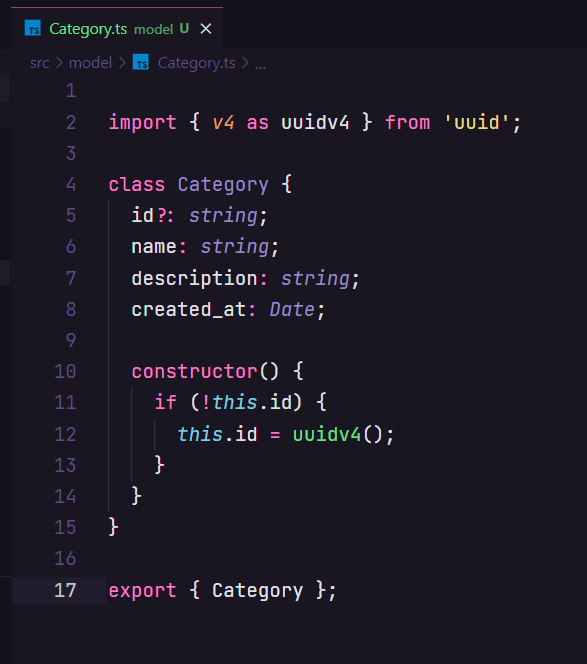 TS Category.ts model U ×
src > model > TS Category.ts > ...
1
2 import { v4 as uuidv4 } from 'uuid';
3
4 class Category {
5 id?: string;
6 name: string;
7 description: string;
8 created_at: Date;
9
10 constructor() {
11 if (!this.id) {
12 this.id = uuidv4();
13 }
14 }
15 }
16
17 export { Category };